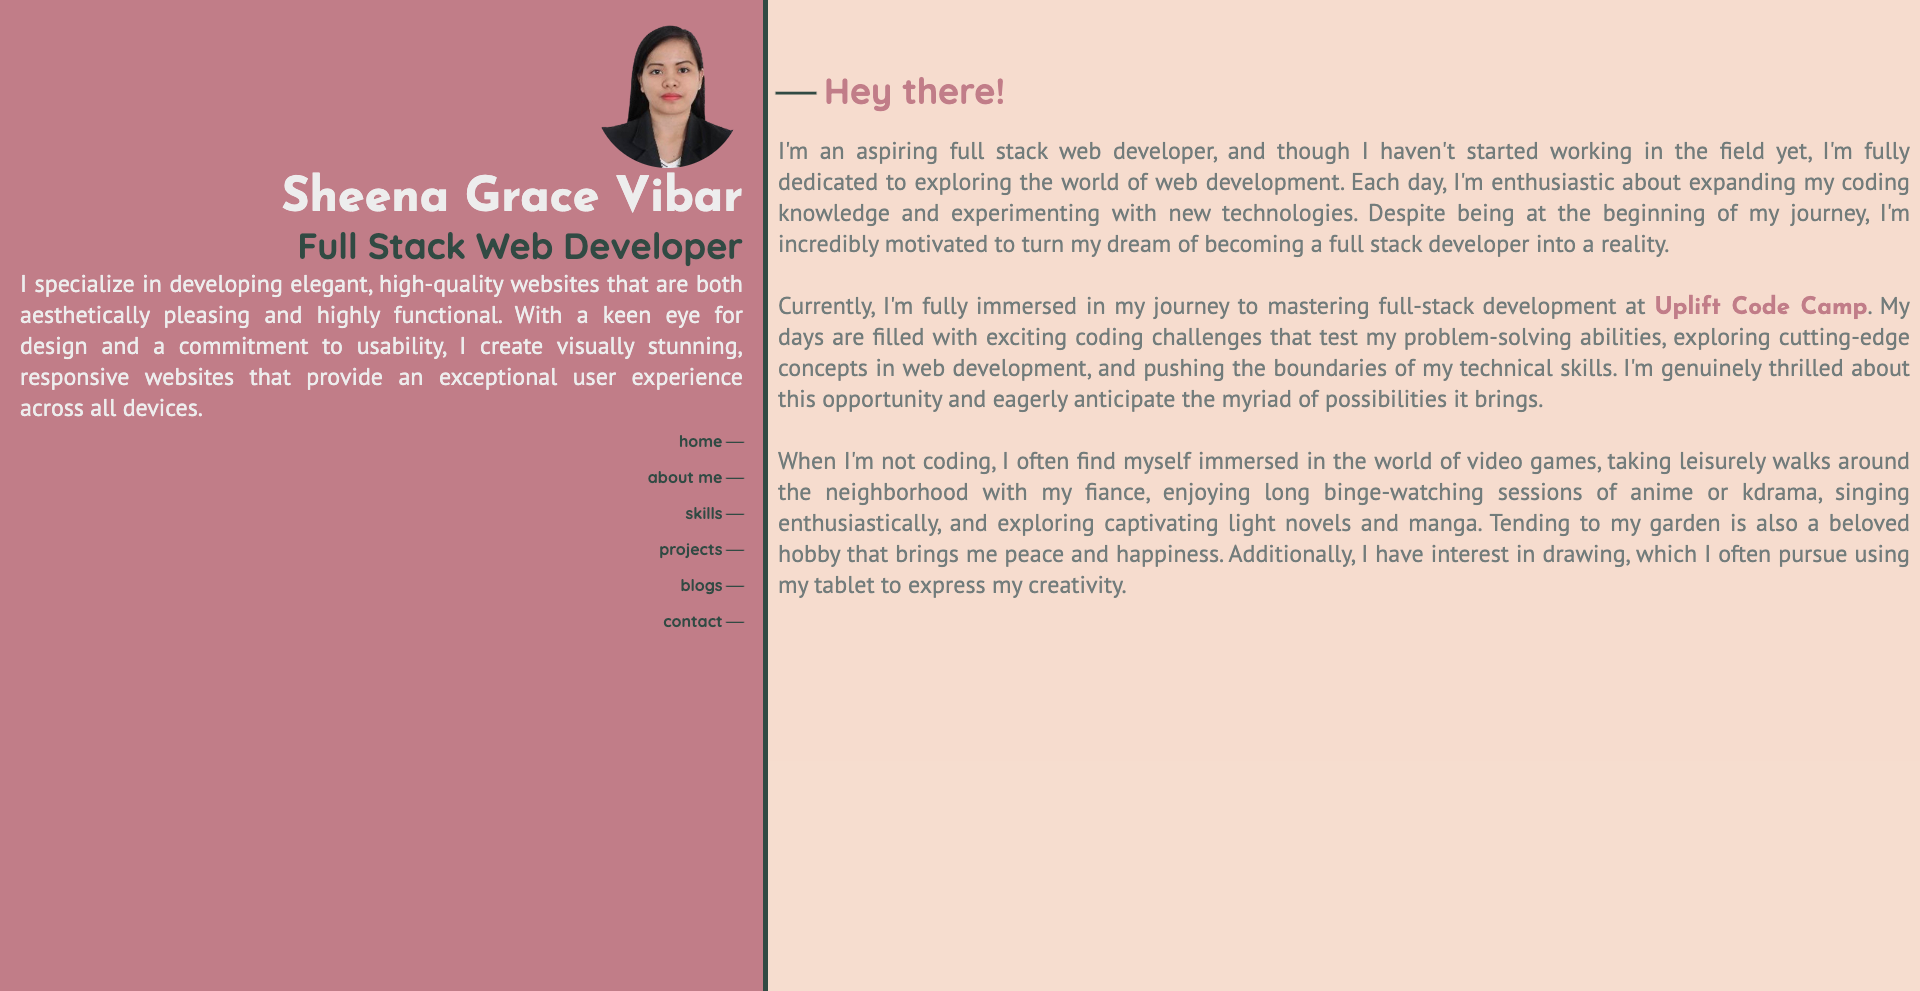 Sheena Grace Vibar
Full Stack Web Developer
I specialize in developing elegant, high-quality websites that are both
aesthetically pleasing and highly functional. With a keen eye for
design and a commitment to usability, I create visually stunning,
responsive websites that provide an exceptional user experience
across all devices.
home
about me
skills
projects
blogs
contact
Hey there!
I'm an aspiring full stack web developer, and though I haven't started working in the field yet, I'm fully
dedicated to exploring the world of web development. Each day, I'm enthusiastic about expanding my coding
knowledge and experimenting with new technologies. Despite being at the beginning of my journey, I'm
incredibly motivated to turn my dream of becoming a full stack developer into a reality.
Currently, I'm fully immersed in my journey to mastering full-stack development at Uplift Code Camp. My
days are filled with exciting coding challenges that test my problem-solving abilities, exploring cutting-edge
concepts in web development, and pushing the boundaries of my technical skills. I'm genuinely thrilled about
this opportunity and eagerly anticipate the myriad of possibilities it brings.
When I'm not coding, I often find myself immersed in the world of video games, taking leisurely walks around
the neighborhood with my fiance, enjoying long binge-watching sessions of anime or kdrama, singing
enthusiastically, and exploring captivating light novels and manga. Tending to my garden is also a beloved
hobby that brings me peace and happiness. Additionally, I have interest in drawing, which I often pursue using
my tablet to express my creativity.